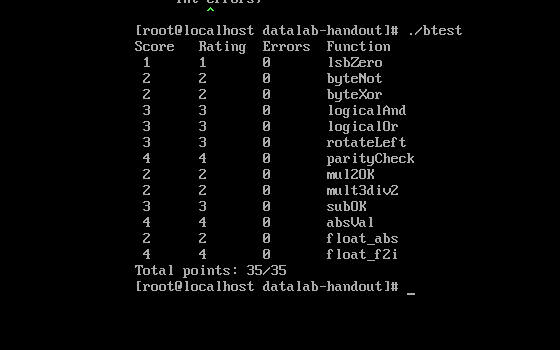 int errors;
^
[root@localhost datalab-handout]# ./btest
Score Rating Errors Function
1 1 0 lsbZero
2 2 0 byteNot
2 2 0 byteXor
3 3 0 logicalAnd
3 3 0 logicalOr
3 3 0 rotateLeft
4 4 0 parityCheck
2 2 0 mul2OK
2 2 0 mult3div2
3 3 0 subOK
4 4 0 absVal
2 2 0 float_abs
4 4 0 float_f2i
Total points: 35/35
[root@localhost datalab-handout]# _